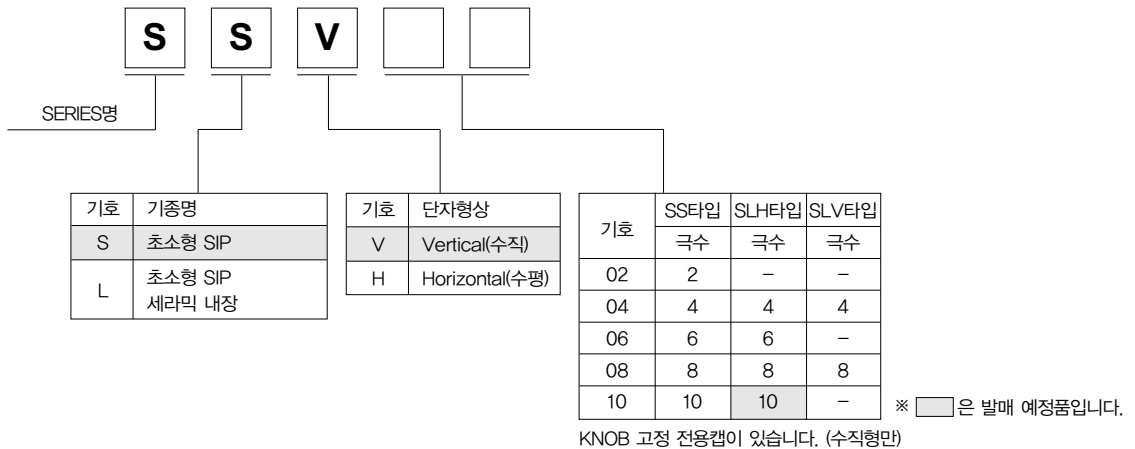 S S V
SERIES명
기호 기종명
S 초소형 SIP
L 초소형 SIP
세라믹 내장
기호 단자형상
V Vertical(수직)
H Horizontal(수평)
기호 SS타입 SLH타입 SLV타입
극수 극수 극수
02 2 － －
04 4 4 4
06 6 6 －
08 8 8 8
10 10 10 －
※ 은 발매 예정품입니다.
KNOB 고정 전용캡이 있습니다. (수직형만)